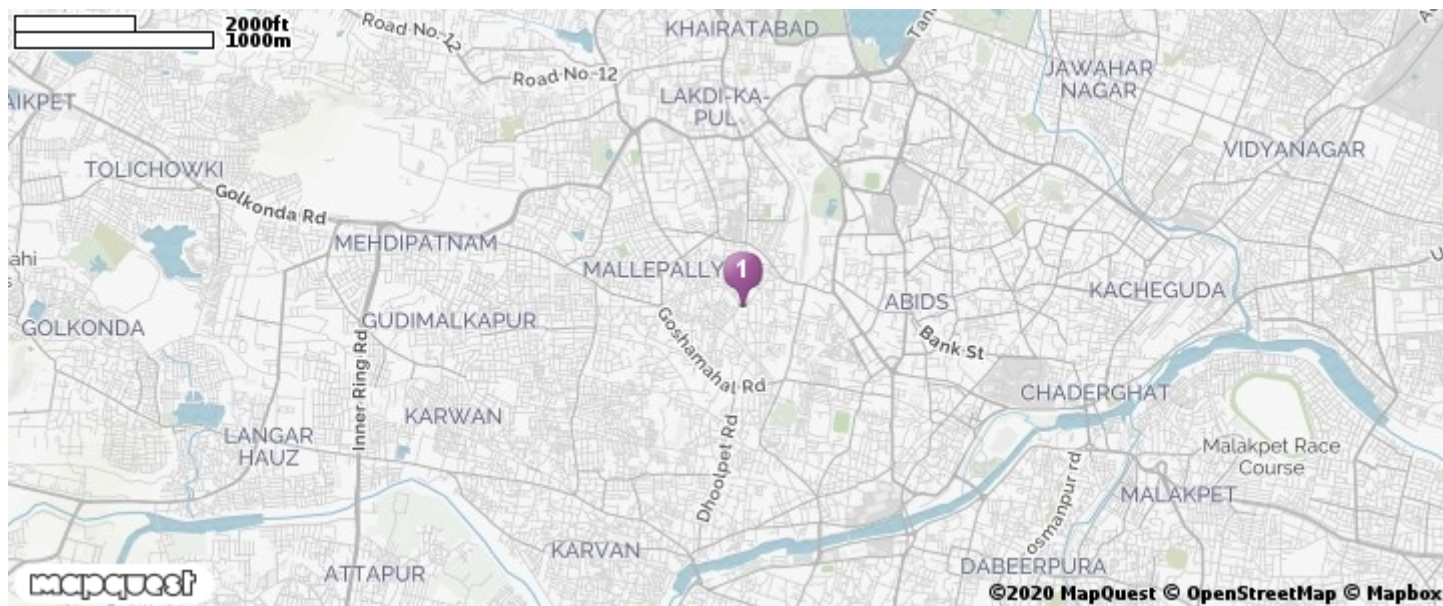 2000ft
1000m
Road No-12
Road No-12
KHAIRATABAD
Tan
JAWAHAR
NAGAR
AIKPET
LAKDI-KA-
PUL
TOLICHOWKI
VIDYANAGAR
Golkonda Rd
MEHDIPATNAM
ahi
MALLEPALLY
1
ABIDS
KACHEGUDA
GOLKONDA
GUDIMALKAPUR
Goshamahal Rd
Bank St
Inner Ring Rd
KARWAN
CHADERGHAT
LANGAR
HAUZ
Dhoolpet Rd
Malakpet Race
Course
osmanpur rd
MALAKPET
KARVAN
ATTAPUR
DABEERPURA
mapquest
©2020 MapQuest © OpenStreetMap © Mapbox